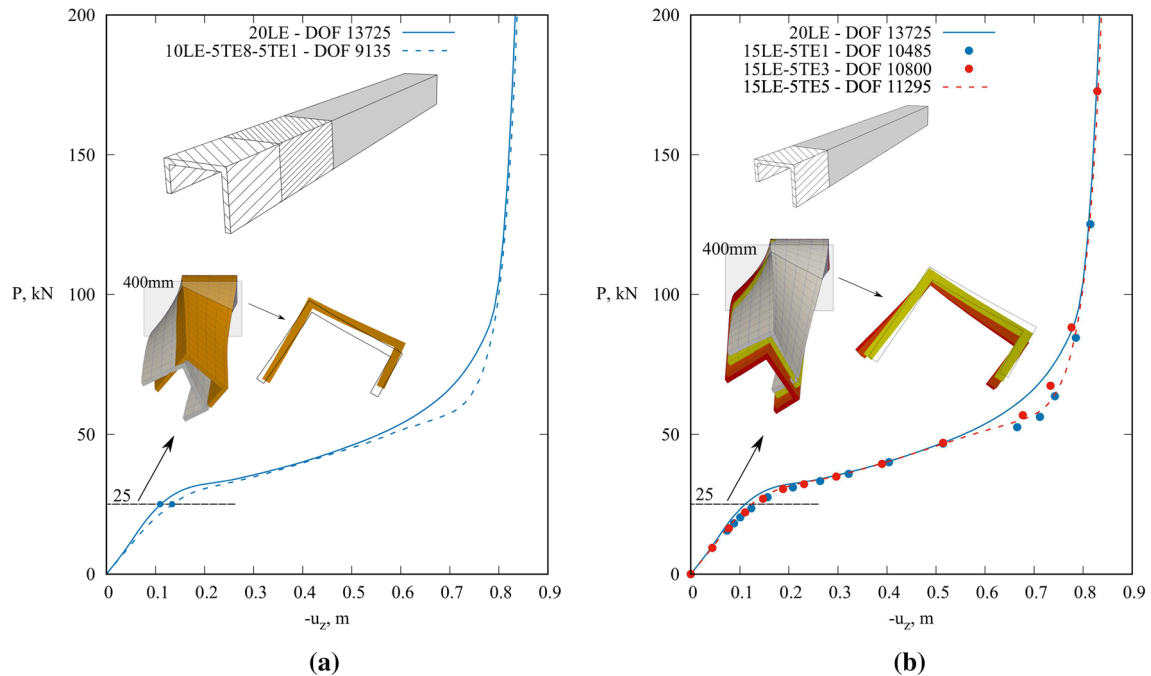 200
150
100
50
0
P, kN
20LE - DOF 13725
10LE-5TE8-5TE1 - DOF 9135
400mm
25
0 0.1 0.2 0.3 0.4 0.5 0.6 0.7 0.8 0.9
-uz, m
(a)
200
150
100
50
0
P, kN
20LE - DOF 13725
15LE-5TE1 - DOF 10485
15LE-5TE3 - DOF 10800
15LE-5TE5 - DOF 11295
400mm
25
0 0.1 0.2 0.3 0.4 0.5 0.6 0.7 0.8 0.9
-uz, m
(b)